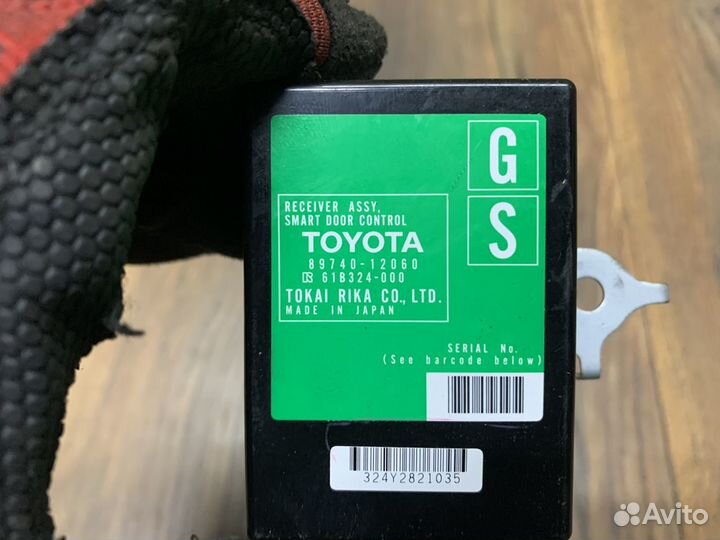 G
S
RECEIVER ASSY,
SMART DOOR CONTROL
TOYOTA
89740-12060
DS 61B324-000
TOKAI RIKA CO., LTD.
MADE IN JAPAN
SERIAL No.
(See barcode below)
324Y2821035
Avito